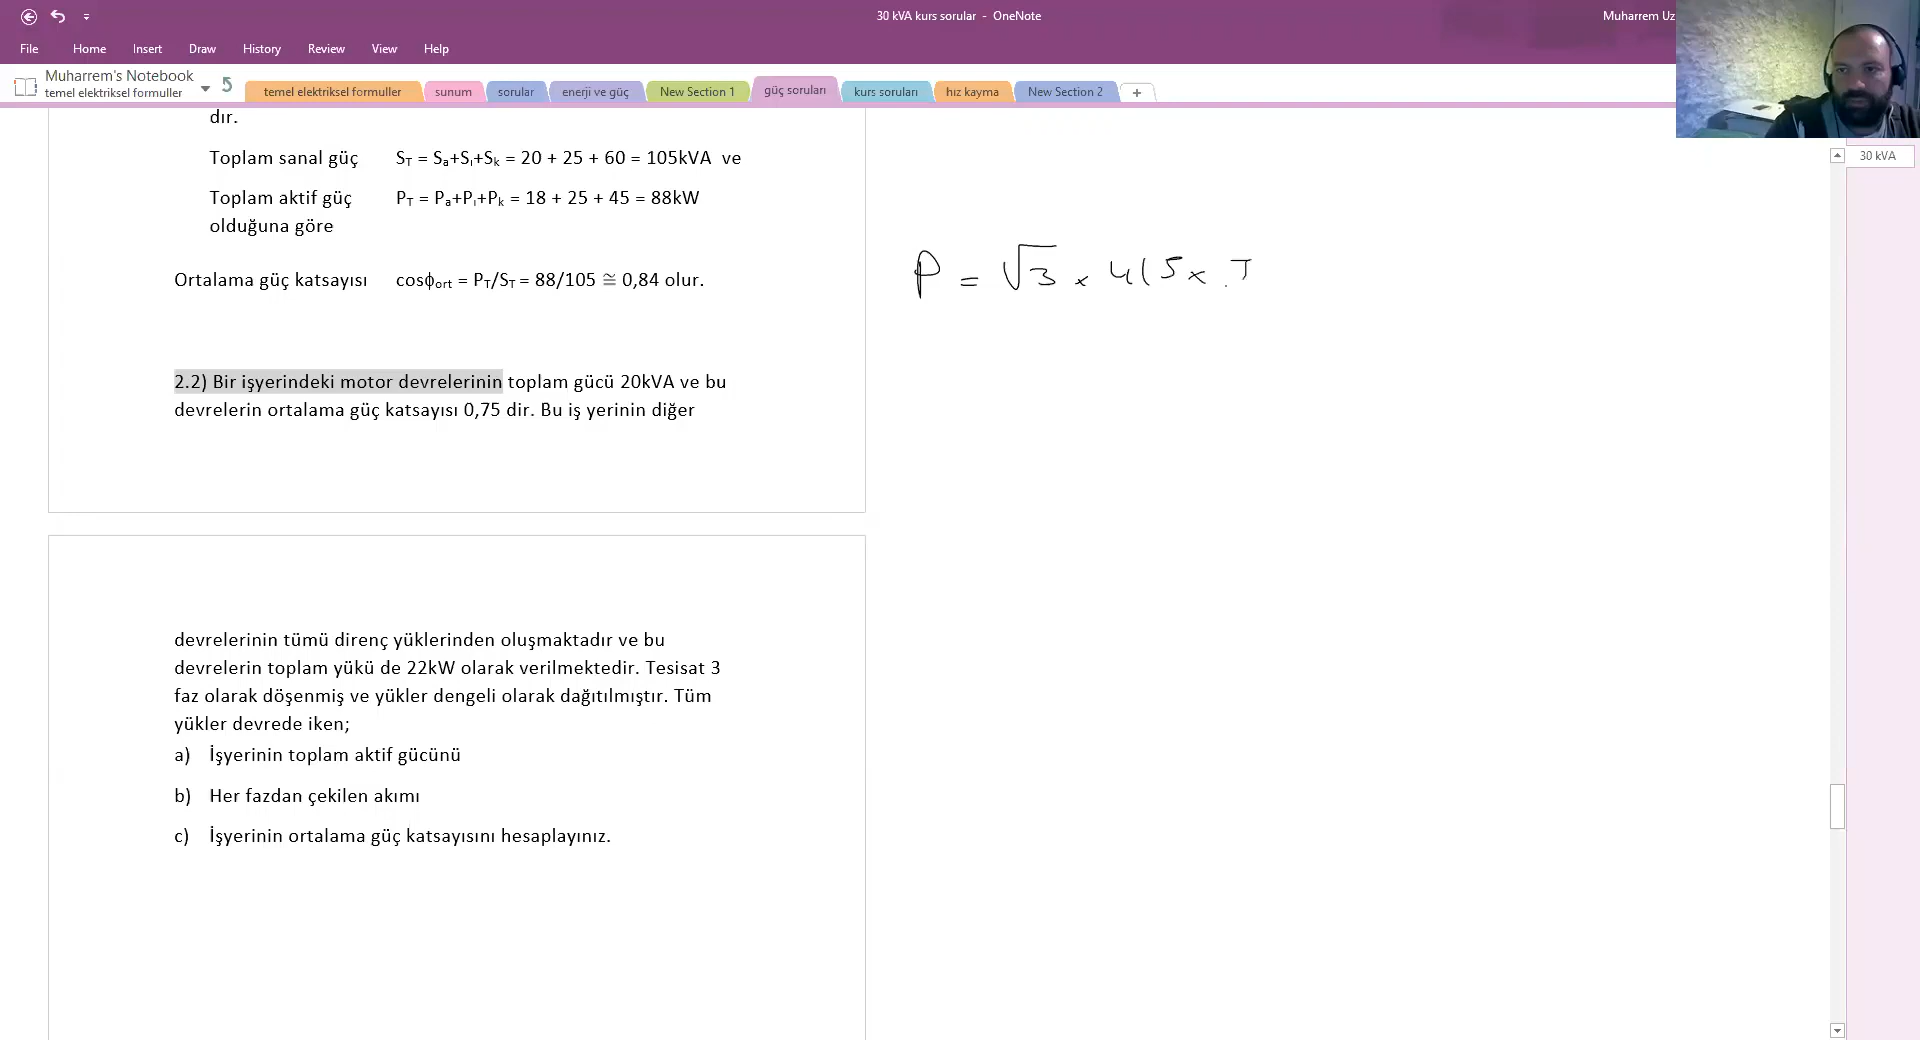 30 kVA kurs sorular - OneNote
Muharrem Uz
File Home Insert Draw History Review View Help
Muharrem's Notebook
temel elektriksel formuller
temel elektriksel formuller sunum sorular enerji ve güç New Section 1 güç soruları kurs soruları hız kayma New Section 2 +
30 kVA
dır.
Toplam sanal güç ST = Sa+Sı+Sk = 20 + 25 + 60 = 105kVA ve
Toplam aktif güç PT = Pa+Pı+Pk = 18 + 25 + 45 = 88kW
olduğuna göre
Ortalama güç katsayısı cosϕort = PT/ST = 88/105 ≅ 0,84 olur.
P = √3 x 415 x . I
2.2) Bir işyerindeki motor devrelerinin toplam gücü 20kVA ve bu
devrelerin ortalama güç katsayısı 0,75 dir. Bu iş yerinin diğer
devrelerinin tümü direnç yüklerinden oluşmaktadır ve bu
devrelerin toplam yükü de 22kW olarak verilmektedir. Tesisat 3
faz olarak döşenmiş ve yükler dengeli olarak dağıtılmıştır. Tüm
yükler devrede iken;
a) İşyerinin toplam aktif gücünü
b) Her fazdan çekilen akımı
c) İşyerinin ortalama güç katsayısını hesaplayınız.